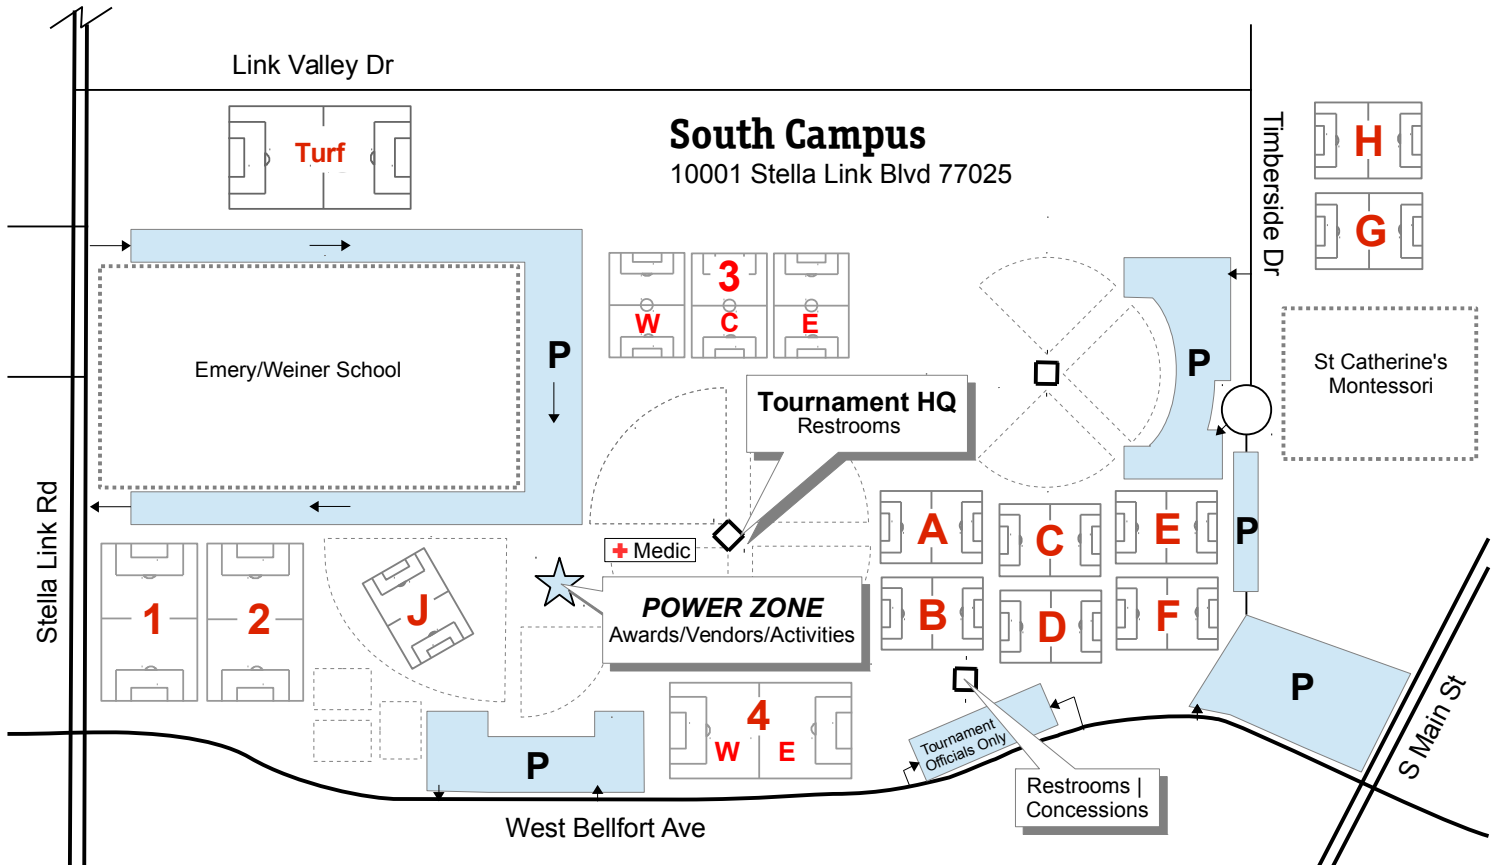 Link Valley Dr
South Campus
10001 Stella Link Blvd 77025
Turf
Timberside Dr
H
G
3
W
C
E
P
Emery/Weiner School
P
St Catherine's
Montessori
Tournament HQ
Restrooms
Stella Link Rd
A
C
E
P
Medic
1
2
J
POWER ZONE
Awards/Vendors/Activities
B
D
F
P
4
W
E
P
Tournament
Officials Only
S Main St
Restrooms |
Concessions
West Bellfort Ave